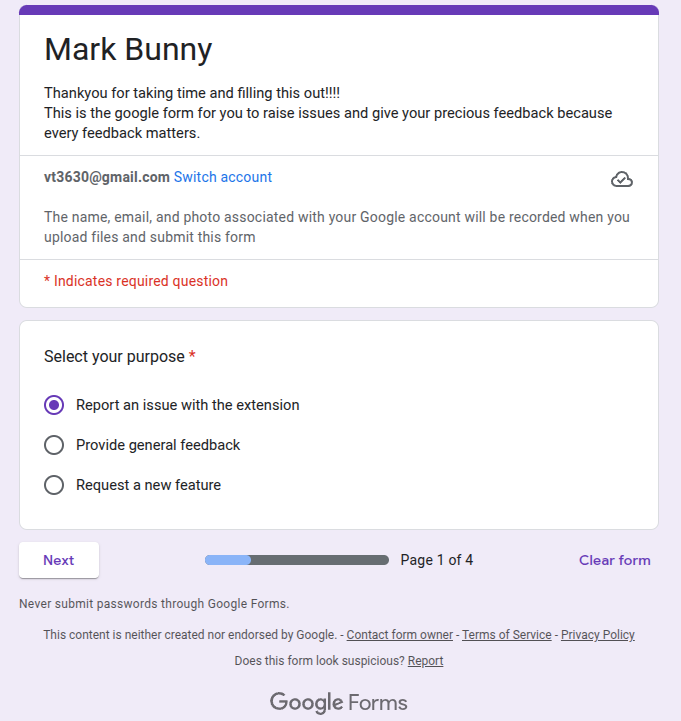 Mark Bunny
Thankyou for taking time and filling this out!!!!
This is the google form for you to raise issues and give your precious feedback because
every feedback matters.
vt3630@gmail.com Switch account
The name, email, and photo associated with your Google account will be recorded when you
upload files and submit this form
* Indicates required question
Select your purpose *
Report an issue with the extension
Provide general feedback
Request a new feature
Next
Page 1 of 4
Clear form
Never submit passwords through Google Forms.
This content is neither created nor endorsed by Google. - Contact form owner - Terms of Service - Privacy Policy
Does this form look suspicious? Report
Google Forms